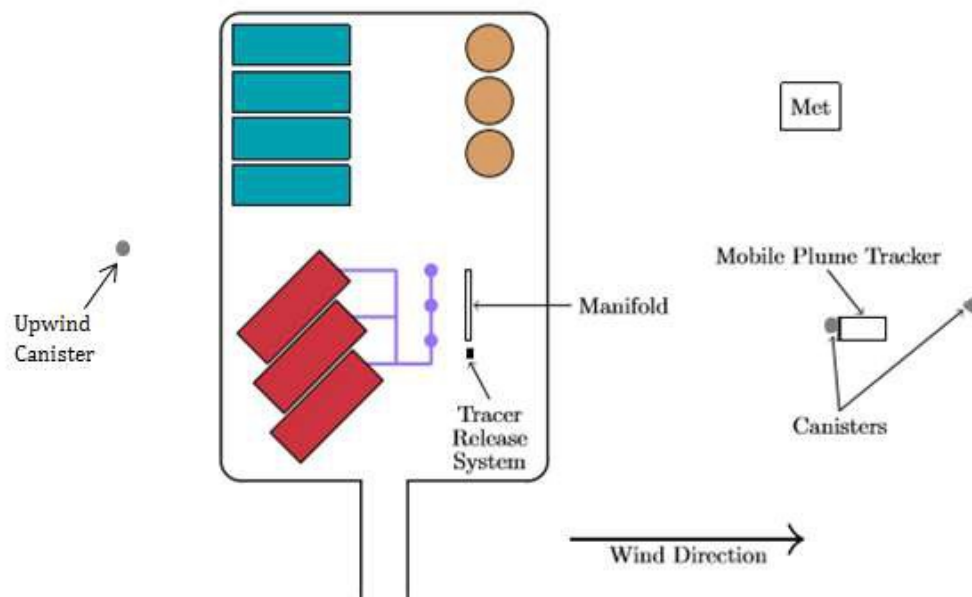 Met
Mobile Plume Tracker
Upwind
Canister
Manifold
Tracer
Release
System
Canisters
Wind Direction